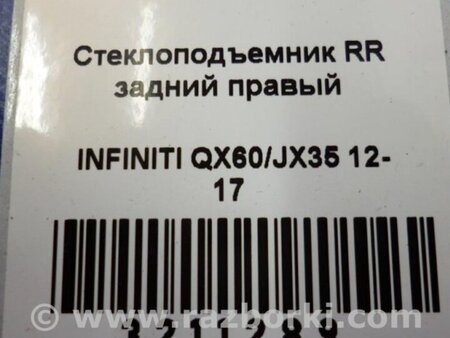 Стеклоподъемник RR
задний правый
INFINITI QX60/JX35 12-
17
www.razborki.com